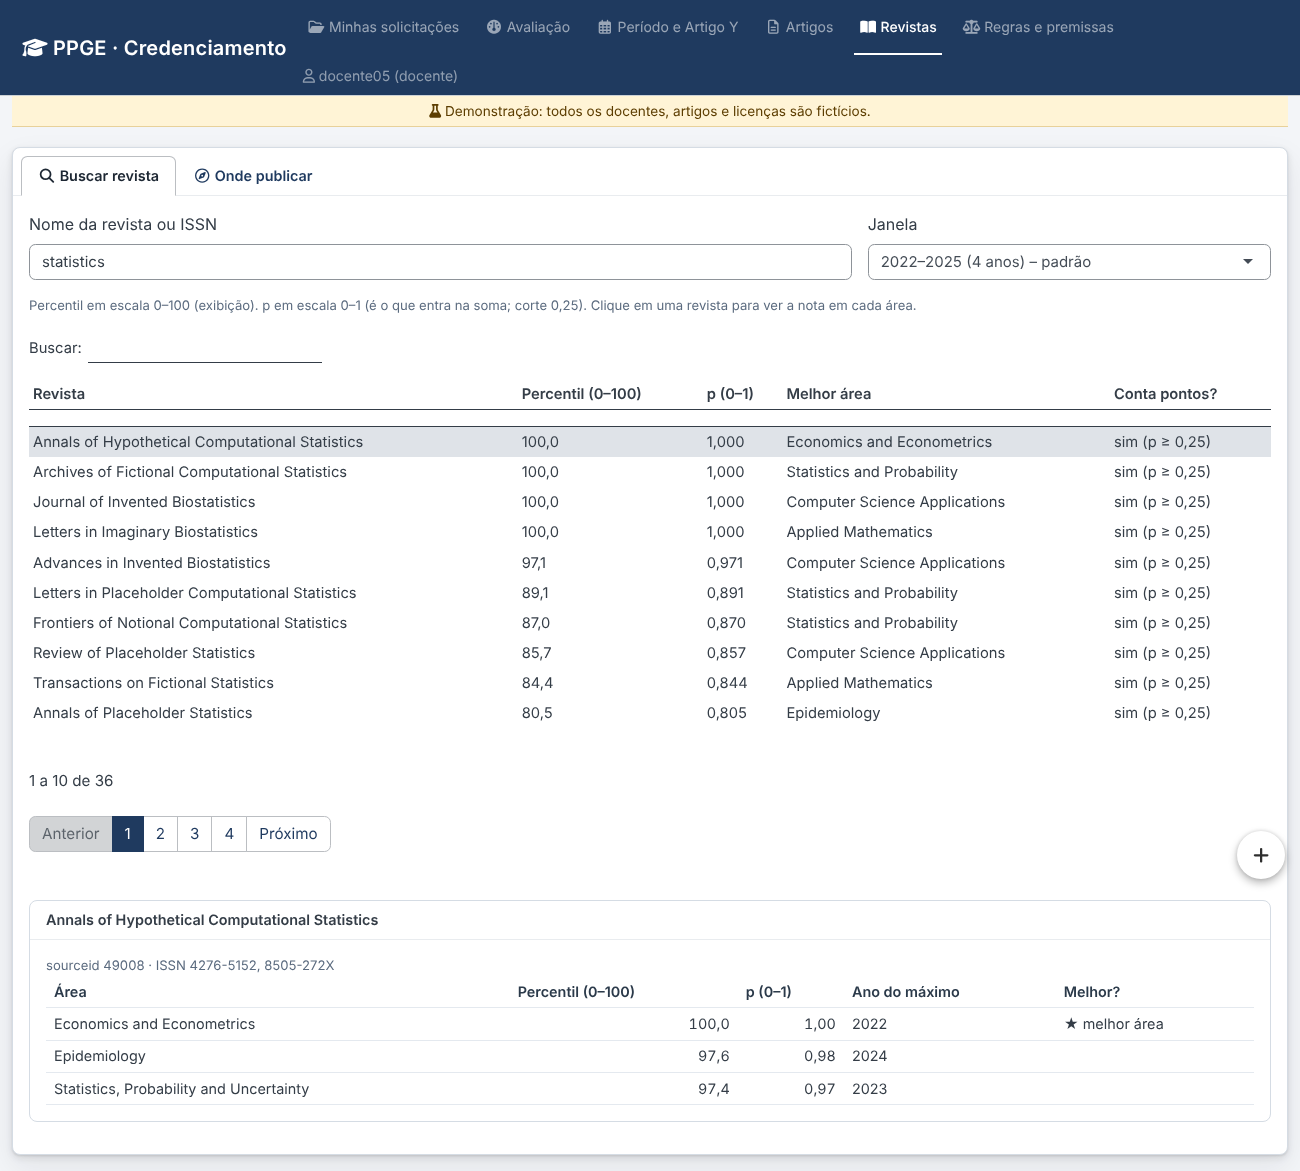 PPGE · Credenciamento
Minhas solicitações
Avaliação
Período e Artigo Y
Artigos
Revistas
Regras e premissas
docente05 (docente)
Demonstração: todos os docentes, artigos e licenças são fictícios.
Buscar revista
Onde publicar
Nome da revista ou ISSN
Janela
statistics
2022–2025 (4 anos) – padrão
Percentil em escala 0–100 (exibição). p em escala 0–1 (é o que entra na soma; corte 0,25). Clique em uma revista para ver a nota em cada área.
Buscar:
Revista Percentil (0–100) p (0–1) Melhor área Conta pontos?
Annals of Hypothetical Computational Statistics 100,0 1,000 Economics and Econometrics sim (p ≥ 0,25)
Archives of Fictional Computational Statistics 100,0 1,000 Statistics and Probability sim (p ≥ 0,25)
Journal of Invented Biostatistics 100,0 1,000 Computer Science Applications sim (p ≥ 0,25)
Letters in Imaginary Biostatistics 100,0 1,000 Applied Mathematics sim (p ≥ 0,25)
Advances in Invented Biostatistics 97,1 0,971 Computer Science Applications sim (p ≥ 0,25)
Letters in Placeholder Computational Statistics 89,1 0,891 Statistics and Probability sim (p ≥ 0,25)
Frontiers of Notional Computational Statistics 87,0 0,870 Statistics and Probability sim (p ≥ 0,25)
Review of Placeholder Statistics 85,7 0,857 Computer Science Applications sim (p ≥ 0,25)
Transactions on Fictional Statistics 84,4 0,844 Applied Mathematics sim (p ≥ 0,25)
Annals of Placeholder Statistics 80,5 0,805 Epidemiology sim (p ≥ 0,25)
1 a 10 de 36
Anterior 1 2 3 4 Próximo
+
Annals of Hypothetical Computational Statistics
sourceid 49008 · ISSN 4276-5152, 8505-272X
Área Percentil (0–100) p (0–1) Ano do máximo Melhor?
Economics and Econometrics 100,0 1,00 2022 ★ melhor área
Epidemiology 97,6 0,98 2024
Statistics, Probability and Uncertainty 97,4 0,97 2023